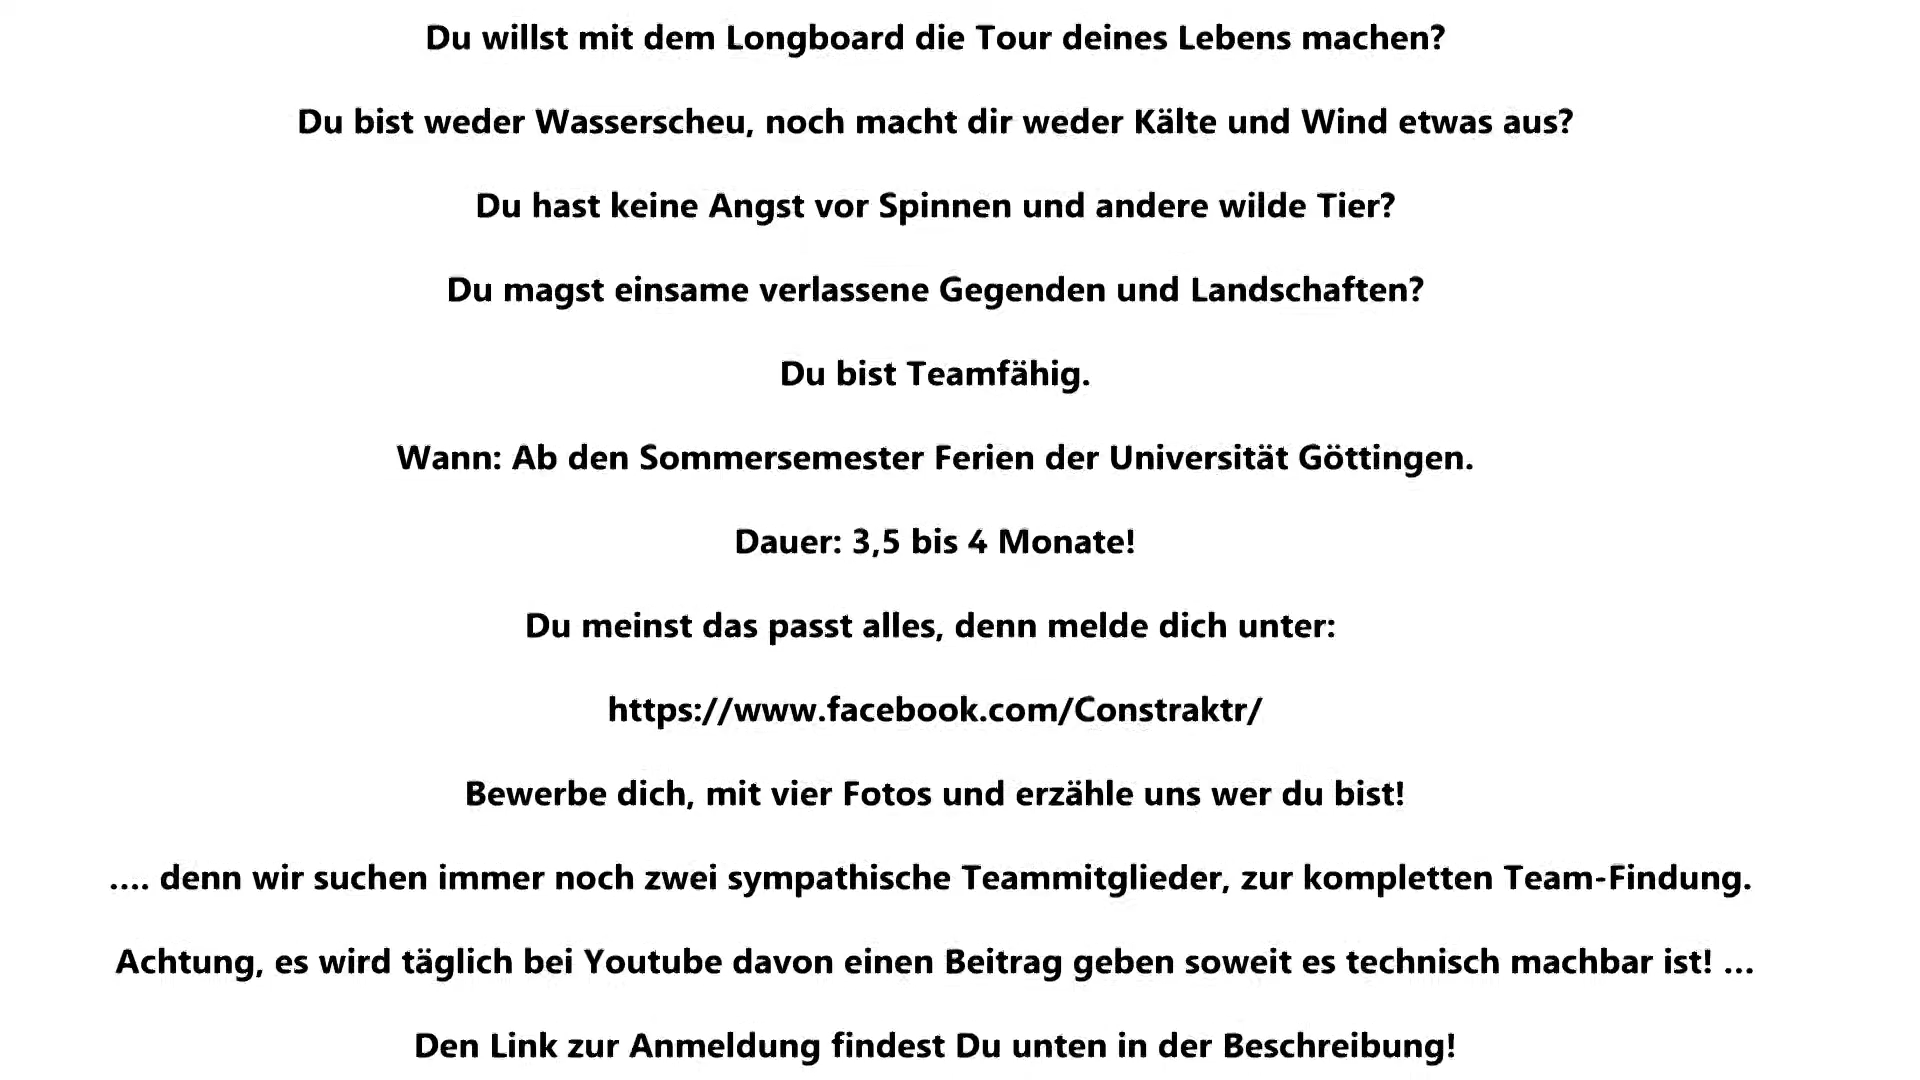 Du willst mit dem Longboard die Tour deines Lebens machen?
Du bist weder Wasserscheu, noch macht dir weder Kälte und Wind etwas aus?
Du hast keine Angst vor Spinnen und andere wilde Tier?
Du magst einsame verlassene Gegenden und Landschaften?
Du bist Teamfähig.
Wann: Ab den Sommersemester Ferien der Universität Göttingen.
Dauer: 3,5 bis 4 Monate!
Du meinst das passt alles, denn melde dich unter:
https://www.facebook.com/Constraktr/
Bewerbe dich, mit vier Fotos und erzähle uns wer du bist!
.... denn wir suchen immer noch zwei sympathische Teammitglieder, zur kompletten Team-Findung.
Achtung, es wird täglich bei Youtube davon einen Beitrag geben soweit es technisch machbar ist! ...
Den Link zur Anmeldung findest Du unten in der Beschreibung!